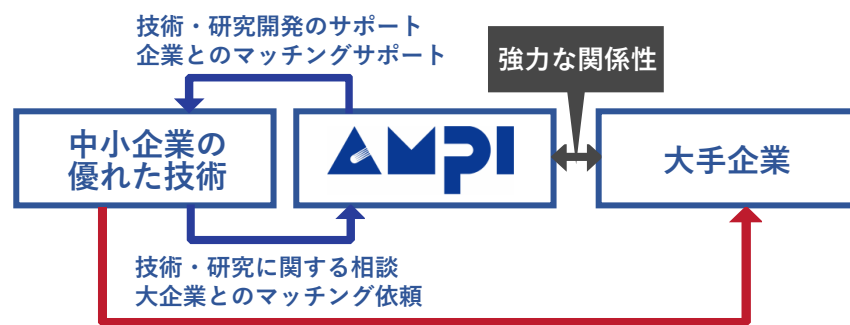 技術・研究開発のサポート
企業とのマッチングサポート
強力な関係性
中小企業の
優れた技術
AMPI
大手企業
技術・研究に関する相談
大企業とのマッチング依頼